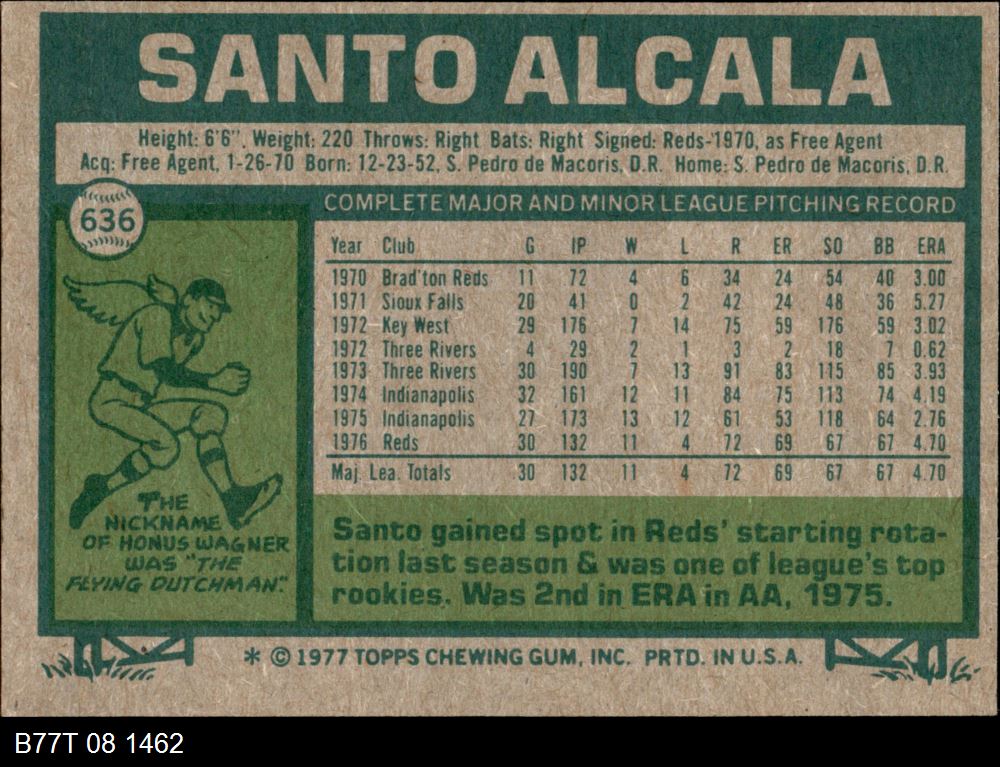 SANTO ALCALA
Height: 6'6". Weight: 220 Throws: Right Bats: Right Signed: Reds-1970, as Free Agent
Acq: Free Agent, 1-26-70 Born: 12-23-52, S. Pedro de Macoris, D.R. Home: S. Pedro de Macoris, D.R.
636
COMPLETE MAJOR AND MINOR LEAGUE PITCHING RECORD
Year Club G IP W L R ER SO BB ERA
1970 Brad'ton Reds 11 72 4 6 34 24 54 40 3.00
1971 Sioux Falls 20 41 0 2 42 24 48 36 5.27
1972 Key West 29 176 7 14 75 59 176 59 3.02
1972 Three Rivers 4 29 2 1 3 2 18 7 0.62
1973 Three Rivers 30 190 7 13 91 83 115 85 3.93
1974 Indianapolis 32 161 12 11 84 75 113 74 4.19
1975 Indianapolis 27 173 13 12 61 53 118 64 2.76
1976 Reds 30 132 11 4 72 69 67 67 4.70
Maj. Lea. Totals 30 132 11 4 72 69 67 67 4.70
THE
NICKNAME
OF HONUS WAGNER
WAS "THE
FLYING DUTCHMAN."
Santo gained spot in Reds' starting rota-
tion last season & was one of league's top
rookies. Was 2nd in ERA in AA, 1975.
* © 1977 TOPPS CHEWING GUM, INC. PRTD. IN U.S.A.
B77T 08 1462